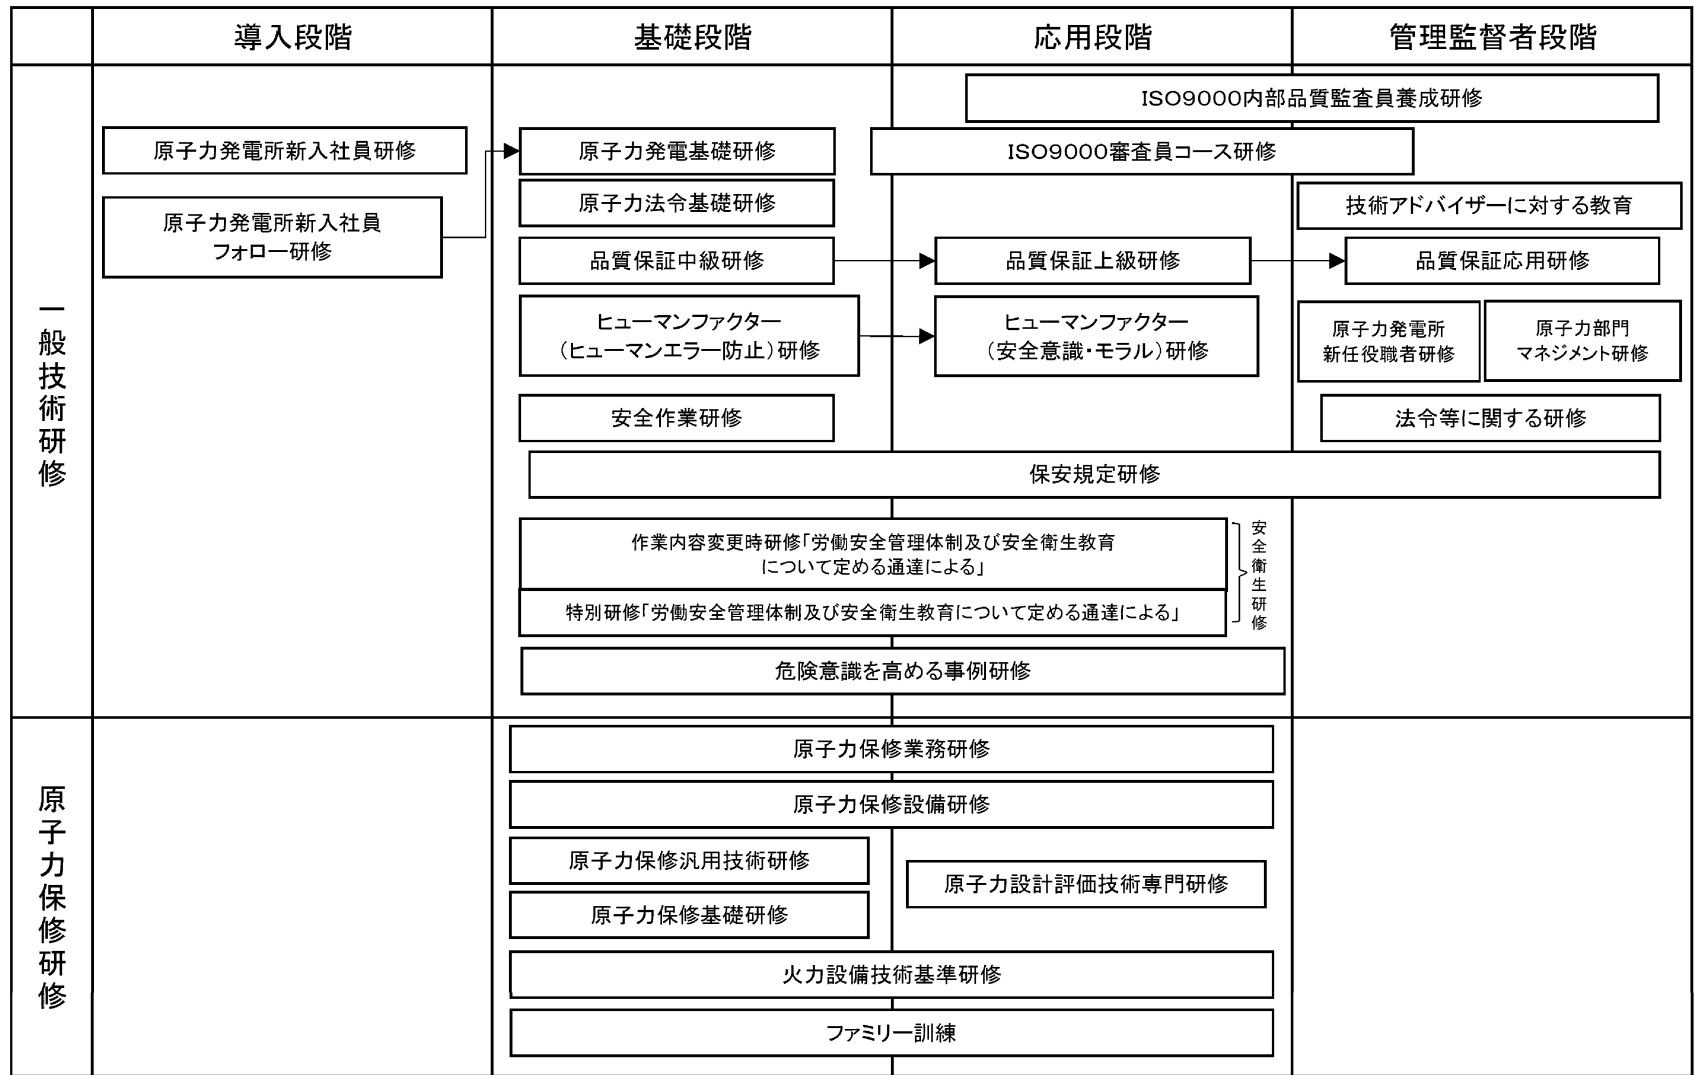 導入段階
基礎段階
応用段階
管理監督者段階
一般技術研修
ISO9000内部品質監査員養成研修
原子力発電所新入社員研修
原子力発電基礎研修
ISO9000審査員コース研修
原子力発電所新入社員
フォロー研修
原子力法令基礎研修
技術アドバイザーに対する教育
品質保証中級研修
品質保証上級研修
品質保証応用研修
ヒューマンファクター
(ヒューマンエラー防止)研修
ヒューマンファクター
(安全意識・モラル)研修
原子力発電所
新任役職者研修
原子力部門
マネジメント研修
安全作業研修
法令等に関する研修
保安規定研修
作業内容変更時研修「労働安全管理体制及び安全衛生教育
について定める通達による」
特別研修「労働安全管理体制及び安全衛生教育について定める通達による」
安全衛生研修
危険意識を高める事例研修
原子力保修研修
原子力保修業務研修
原子力保修設備研修
原子力保修汎用技術研修
原子力設計評価技術専門研修
原子力保修基礎研修
火力設備技術基準研修
ファミリー訓練